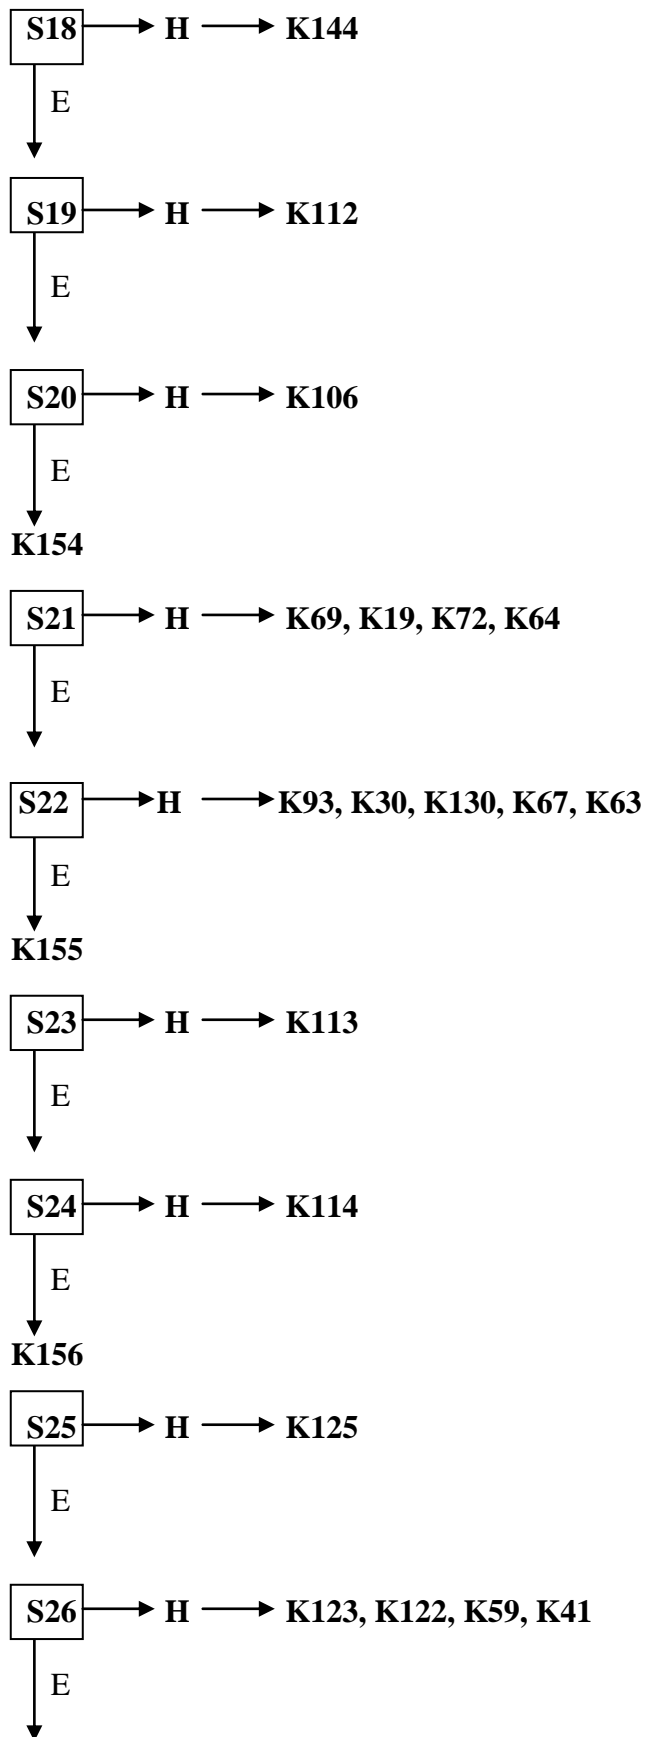 S18 H K144
E
S19 H K112
E
S20 H K106
E
K154
S21 H K69, K19, K72, K64
E
S22 H K93, K30, K130, K67, K63
E
K155
S23 H K113
E
S24 H K114
E
K156
S25 H K125
E
S26 H K123, K122, K59, K41
E